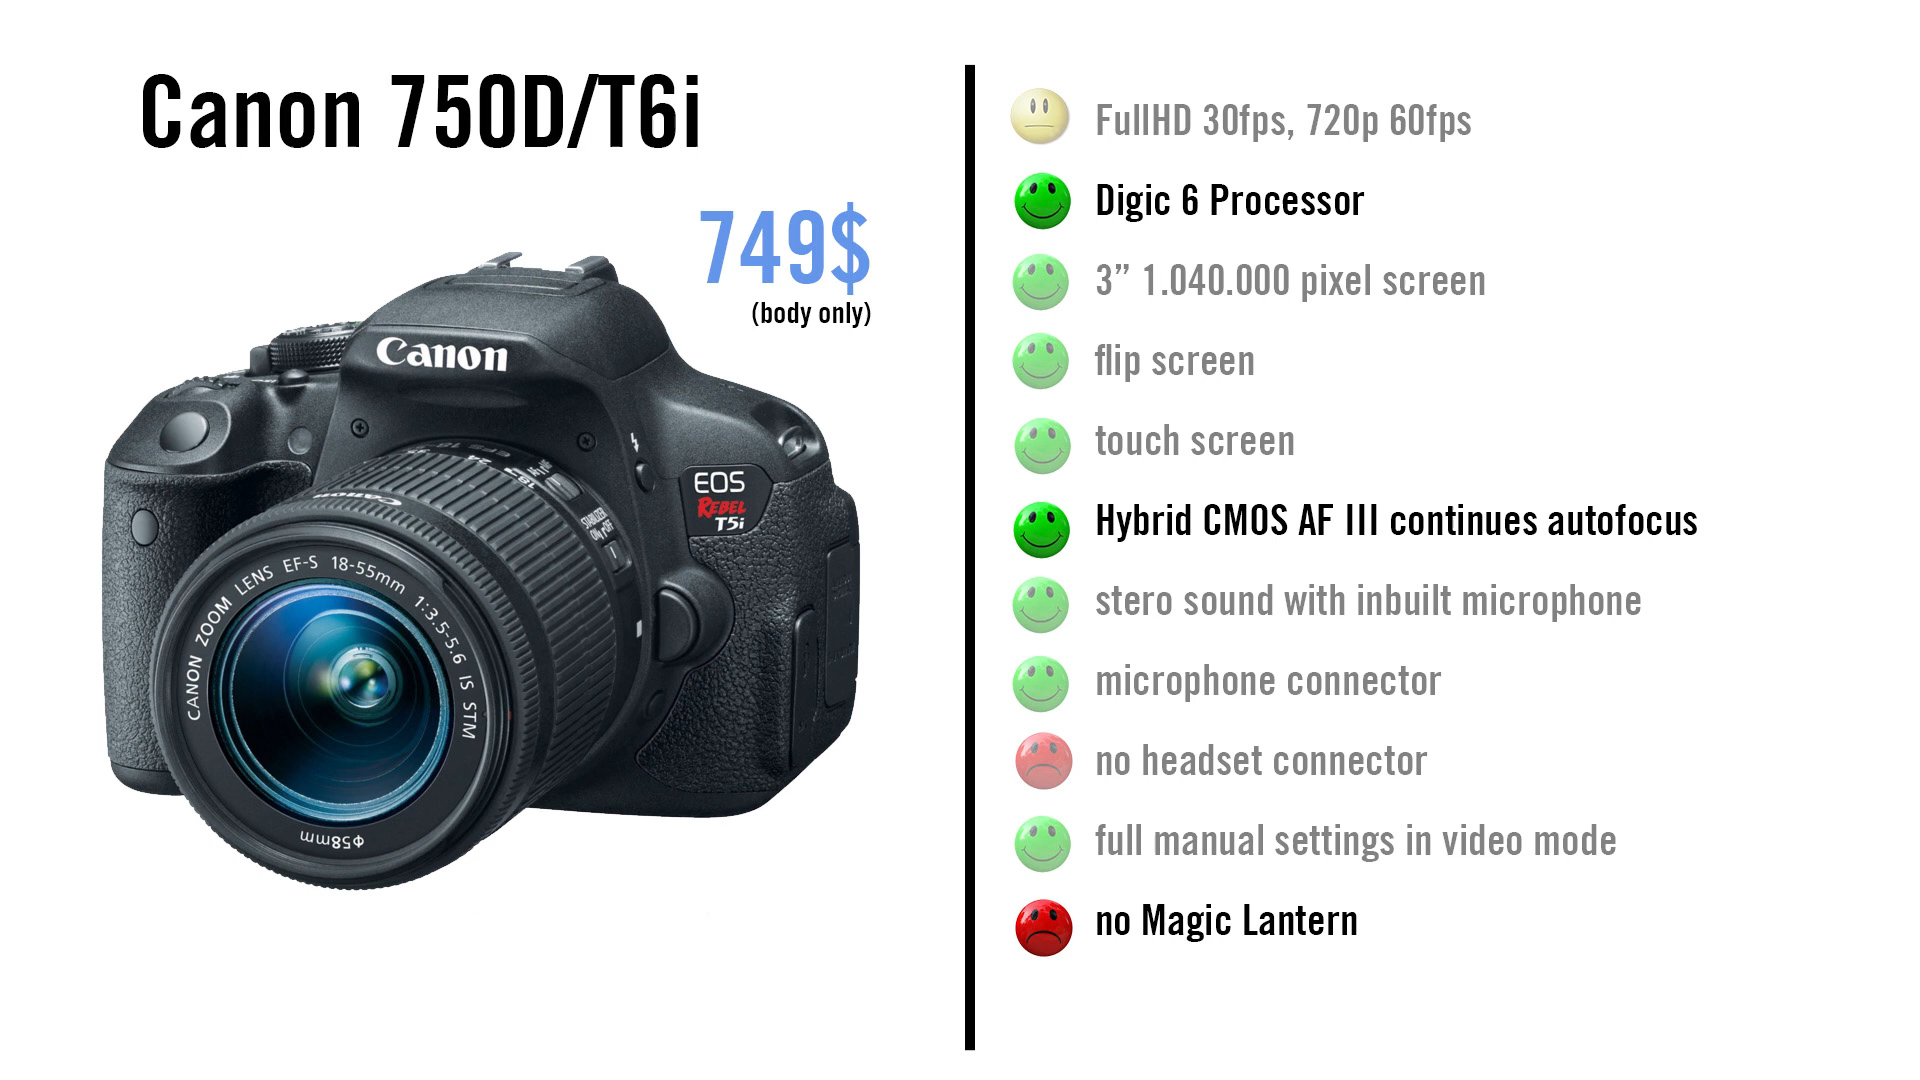 Canon 750D/T6i
749$
(body only)
Canon
EOS
REBEL
T5i
STABILIZER
Canon
CANON ZOOM LENS EF-S 18-55mm 1:3.5-5.6 IS STM
φ58mm
FullHD 30fps, 720p 60fps
Digic 6 Processor
3” 1.040.000 pixel screen
flip screen
touch screen
Hybrid CMOS AF III continues autofocus
stero sound with inbuilt microphone
microphone connector
no headset connector
full manual settings in video mode
no Magic Lantern